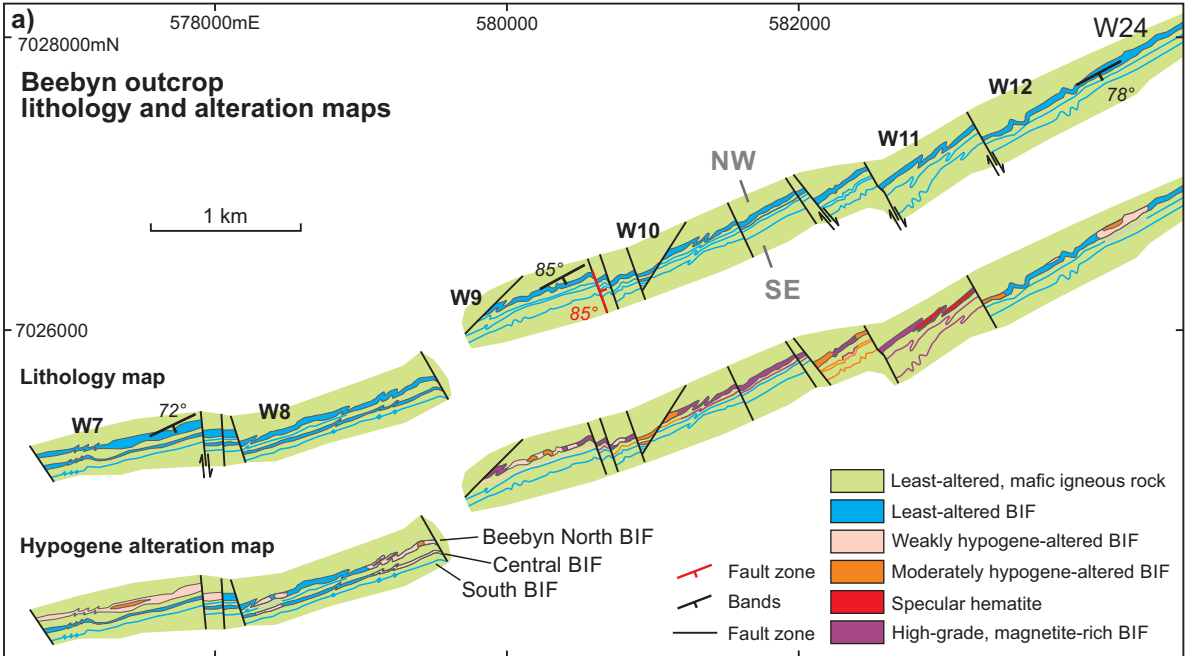 a)
578000mE
580000
582000
7028000mN
W24
Beebyn outcrop
lithology and alteration maps
W12
78°
W11
NW
1 km
W10
85°
SE
W9
85°
7026000
Lithology map
W7
72°
W8
Hypogene alteration map
Beebyn North BIF
Central BIF
South BIF
Fault zone
Bands
Fault zone
Least-altered, mafic igneous rock
Least-altered BIF
Weakly hypogene-altered BIF
Moderately hypogene-altered BIF
Specular hematite
High-grade, magnetite-rich BIF